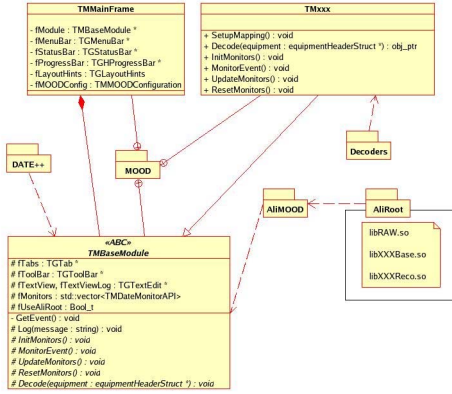 TMMainFrame
- fModule : TMBaseModule *
- fMenuBar : TGMenuBar *
- fStatusBar : TGStatusBar *
- fProgresBar : TGHProgresBar *
- fLayoutHints : TGLayoutHints
- fMOODConfig : TMMOODConfiguration
TMxxx
+ SetupMapping() : void
+ Decode(equipment : equipmentHeaderStruct *) : obj_ptr
+ InitMonitors() : void
+ MonitorEvent() : void
+ UpdateMonitors() : void
+ ResetMonitors() : void
DATE++
MOOD
Decoders
AliMOOD
AliRoot
libRAW.so
libXXXBase.so
libXXXReco.so
«ABC»
TMBaseModule
# fTabs : TGTab *
# fToolBar : TGToolBar *
# fTextView, fTextViewLog : TGTextEdit *
# fMonitors : std::vector<TMDateMonitorAPI>
# fUseAliRoot : Bool_t
- GetEvent() : void
# Log(message : string) : void
# InitMonitors() : void
# MonitorEvent() : void
# UpdateMonitors() : void
# ResetMonitors() : void
# Decode(equipment : equipmentHeaderStruct *) : void